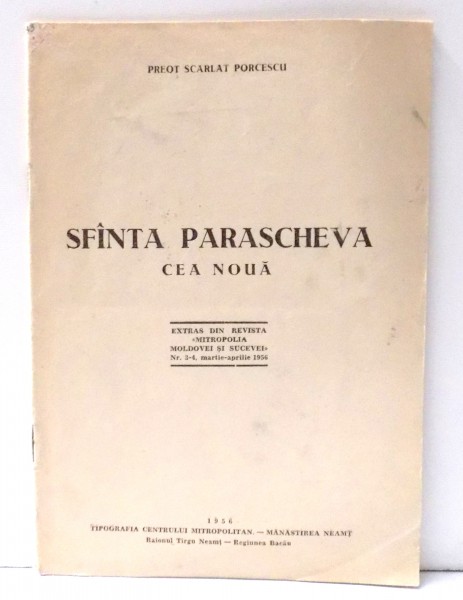 PREOT SCARLAT PORCESCU
SFÎNTA PARASCHEVA
CEA NOUĂ
EXTRAS DIN REVISTA
«MITROPOLIA
MOLDOVEI ȘI SUCEVEI»
Nr. 3-4, martie-aprilie 1956
1956
TIPOGRAFIA CENTRULUI MITROPOLITAN. — MĂNĂSTIREA NEAMȚ
Raionul Tîrgu Neamț — Regiunea Bacău